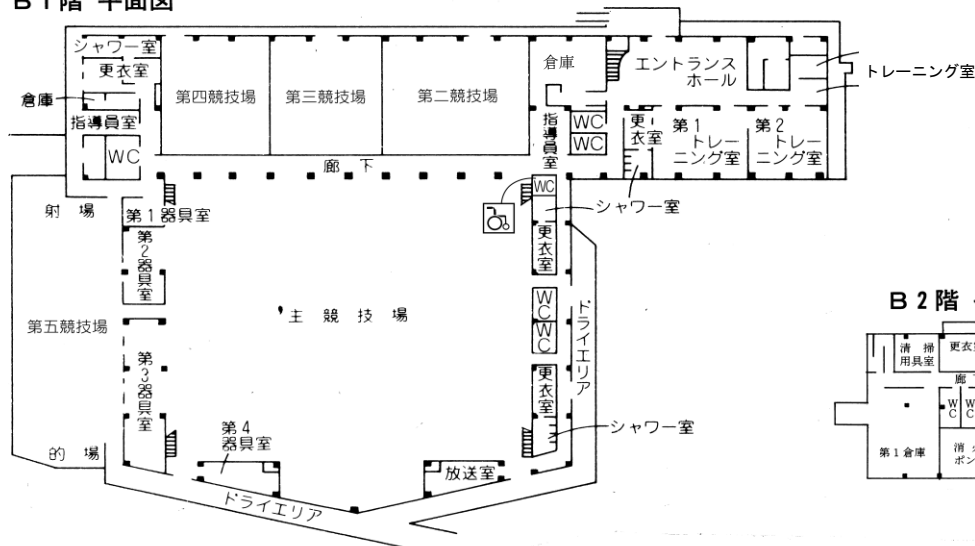 B1階 平面図
シャワー室
更衣室
倉庫
指導員室
WC
第四競技場
第三競技場
第二競技場
倉庫
指導員室
WC
WC
エントランス
ホール
トレーニング室
更衣室
第1
トレー
ニング室
第2
トレー
ニング室
廊下
WC
シャワー室
射場
第1器具室
第2器具室
更衣室
第五競技場
主競技場
WC
WC
ドライエリア
第3器具室
更衣室
シャワー室
的場
第4
器具室
放送室
ドライエリア
B2階
清掃
用具室
更衣
廊
WC
WC
第1倉庫
消
ポン